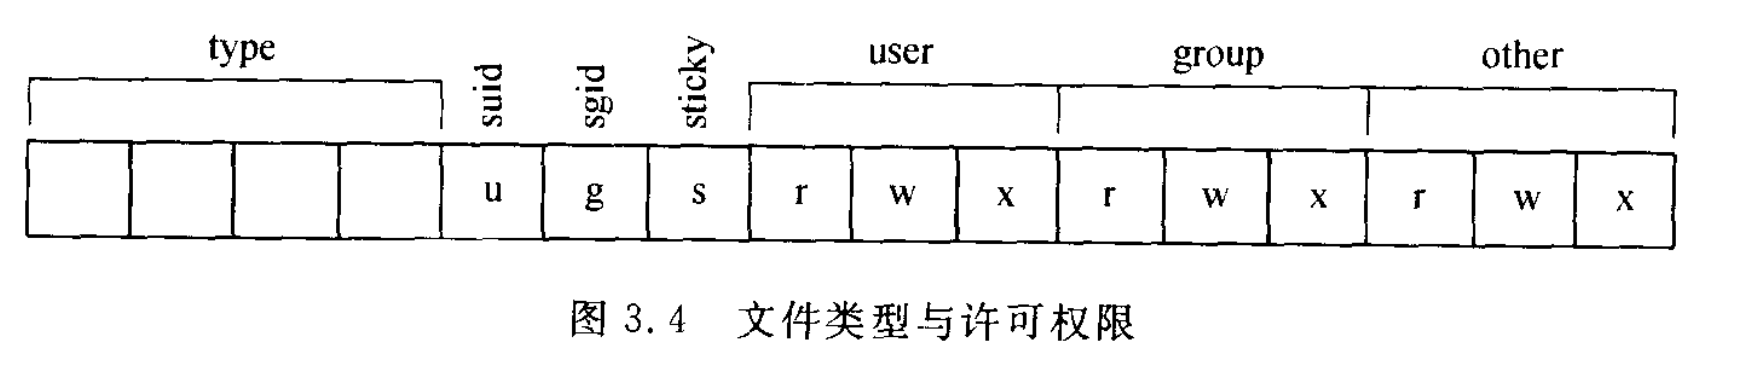 type suid sgid sticky user group other
u g s r w x r w x r w x
图 3.4 文件类型与许可权限